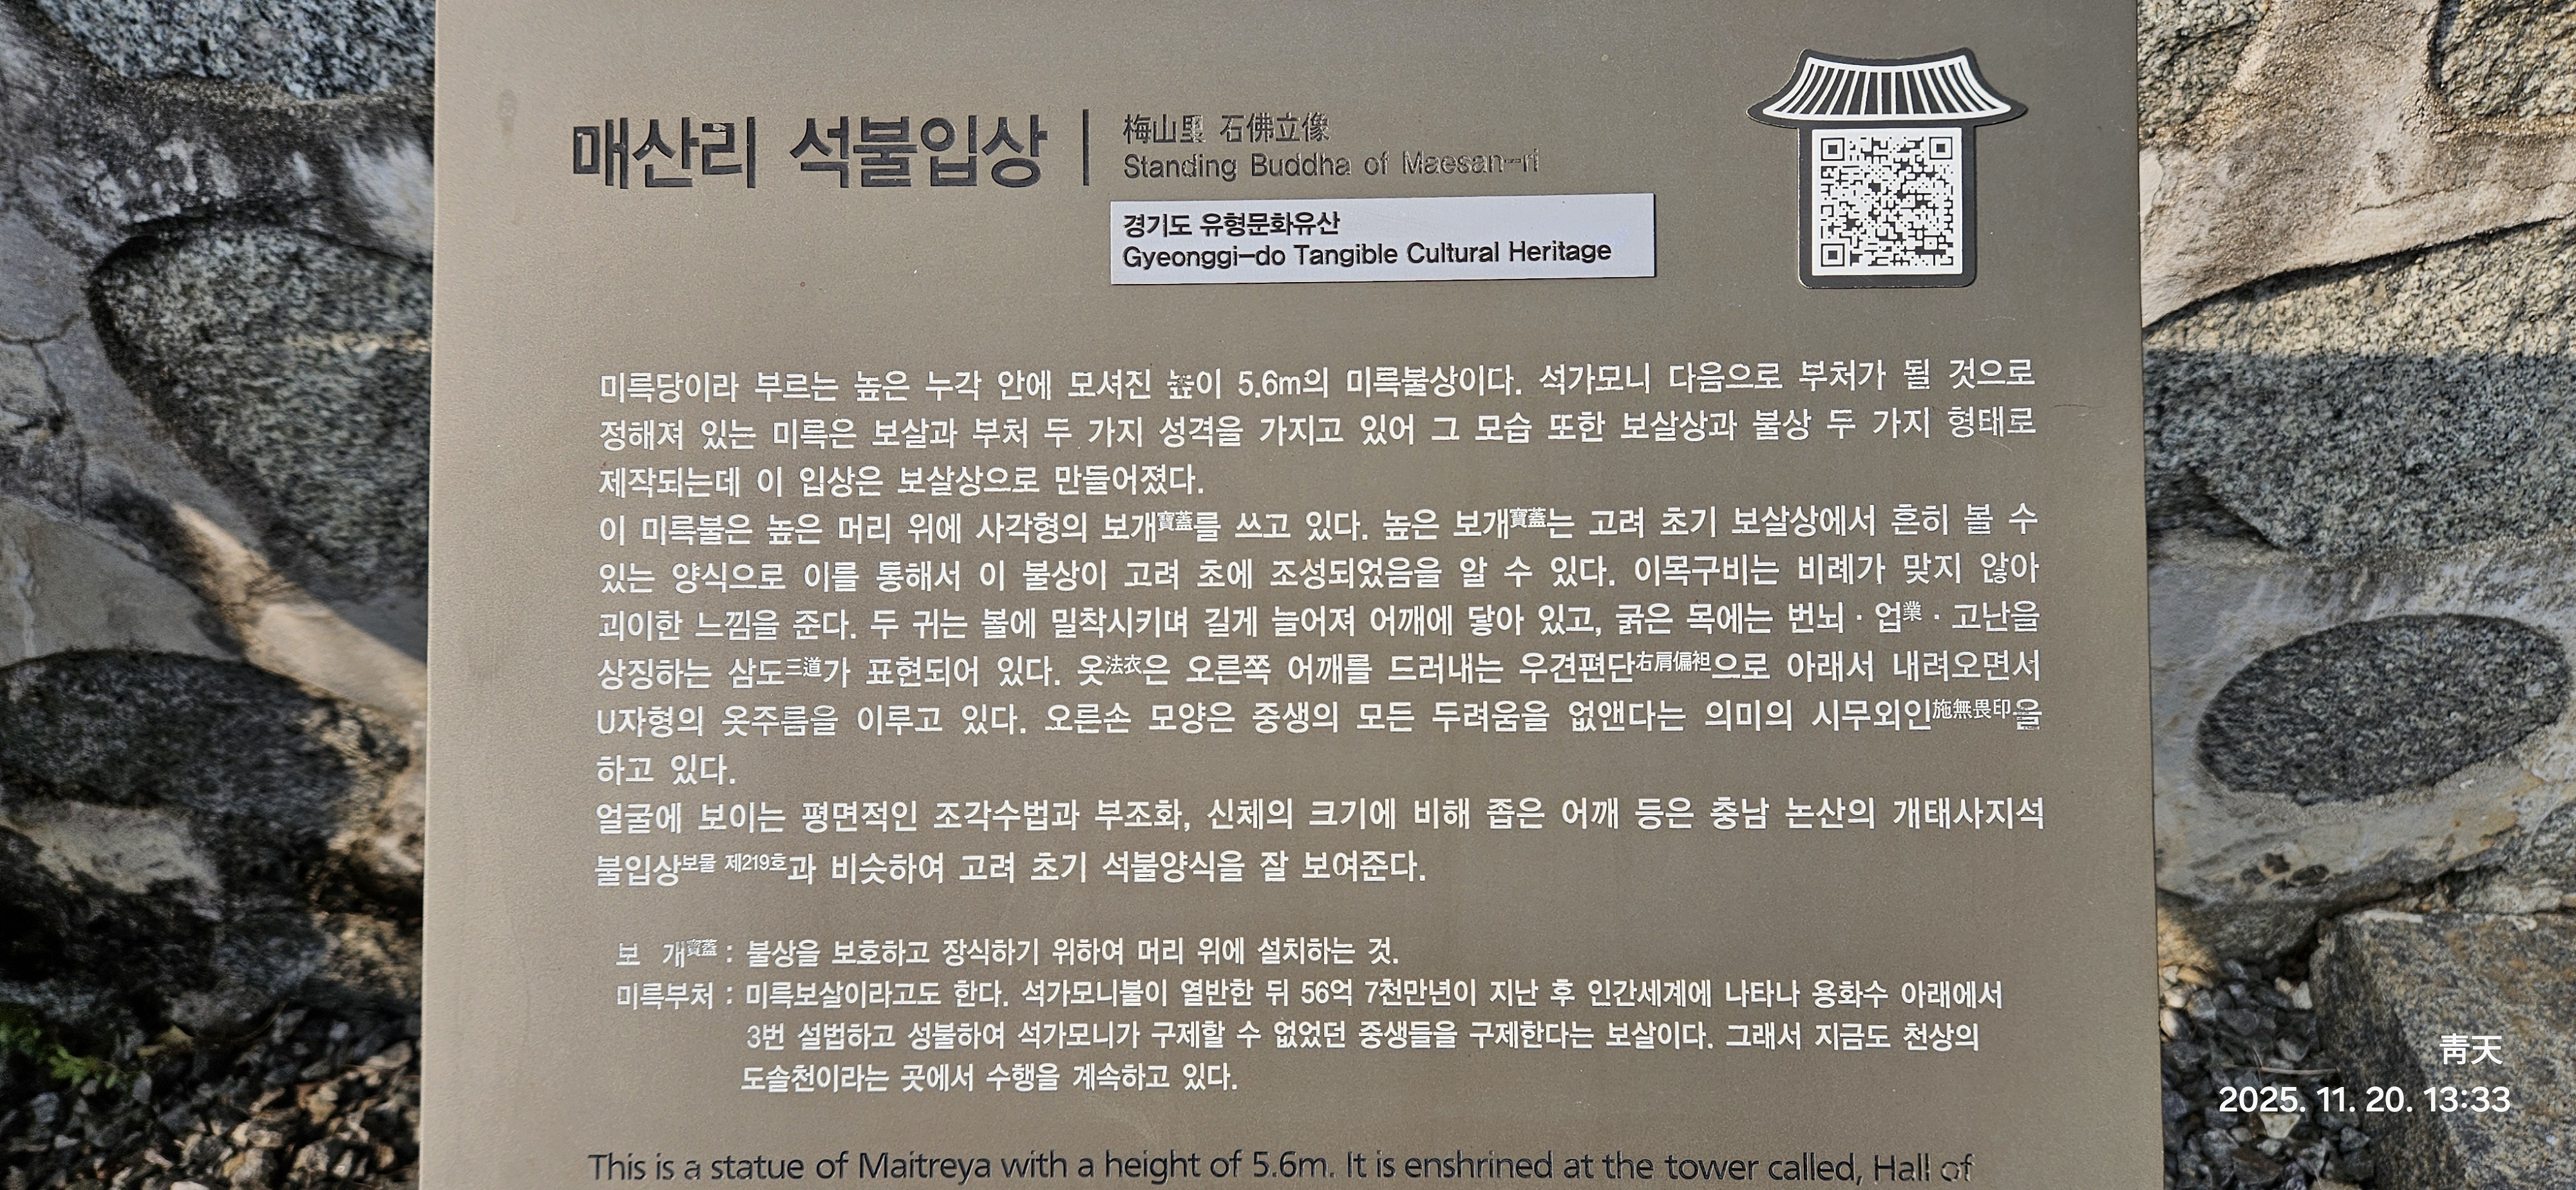 매산리 석불입상
梅山里 石佛立像
Standing Buddha of Maesan-ri
경기도 유형문화유산
Gyeonggi-do Tangible Cultural Heritage
미륵당이라 부르는 높은 누각 안에 모셔진 높이 5.6m의 미륵불상이다. 석가모니 다음으로 부처가 될 것으로
정해져 있는 미륵은 보살과 부처 두 가지 성격을 가지고 있어 그 모습 또한 보살상과 불상 두 가지 형태로
제작되는데 이 입상은 보살상으로 만들어졌다.
이 미륵불은 높은 머리 위에 사각형의 보개寶蓋를 쓰고 있다. 높은 보개寶蓋는 고려 초기 보살상에서 흔히 볼 수
있는 양식으로 이를 통해서 이 불상이 고려 초에 조성되었음을 알 수 있다. 이목구비는 비례가 맞지 않아
괴이한 느낌을 준다. 두 귀는 볼에 밀착시키며 길게 늘어져 어깨에 닿아 있고, 굵은 목에는 번뇌 · 업業 · 고난을
상징하는 삼도三道가 표현되어 있다. 옷法衣은 오른쪽 어깨를 드러내는 우견편단右肩偏袒으로 아래서 내려오면서
U자형의 옷주름을 이루고 있다. 오른손 모양은 중생의 모든 두려움을 없앤다는 의미의 시무외인施無畏印을
하고 있다.
얼굴에 보이는 평면적인 조각수법과 부조화, 신체의 크기에 비해 좁은 어깨 등은 충남 논산의 개태사지석
불입상보물 제219호과 비슷하여 고려 초기 석불양식을 잘 보여준다.
보 개寶蓋 : 불상을 보호하고 장식하기 위하여 머리 위에 설치하는 것.
미륵부처 : 미륵보살이라고도 한다. 석가모니불이 열반한 뒤 56억 7천만년이 지난 후 인간세계에 나타나 용화수 아래에서
3번 설법하고 성불하여 석가모니가 구제할 수 없었던 중생들을 구제한다는 보살이다. 그래서 지금도 천상의
도솔천이라는 곳에서 수행을 계속하고 있다.
This is a statue of Maitreya with a height of 5.6m. It is enshrined at the tower called, Hall of
靑天
2025. 11. 20. 13:33